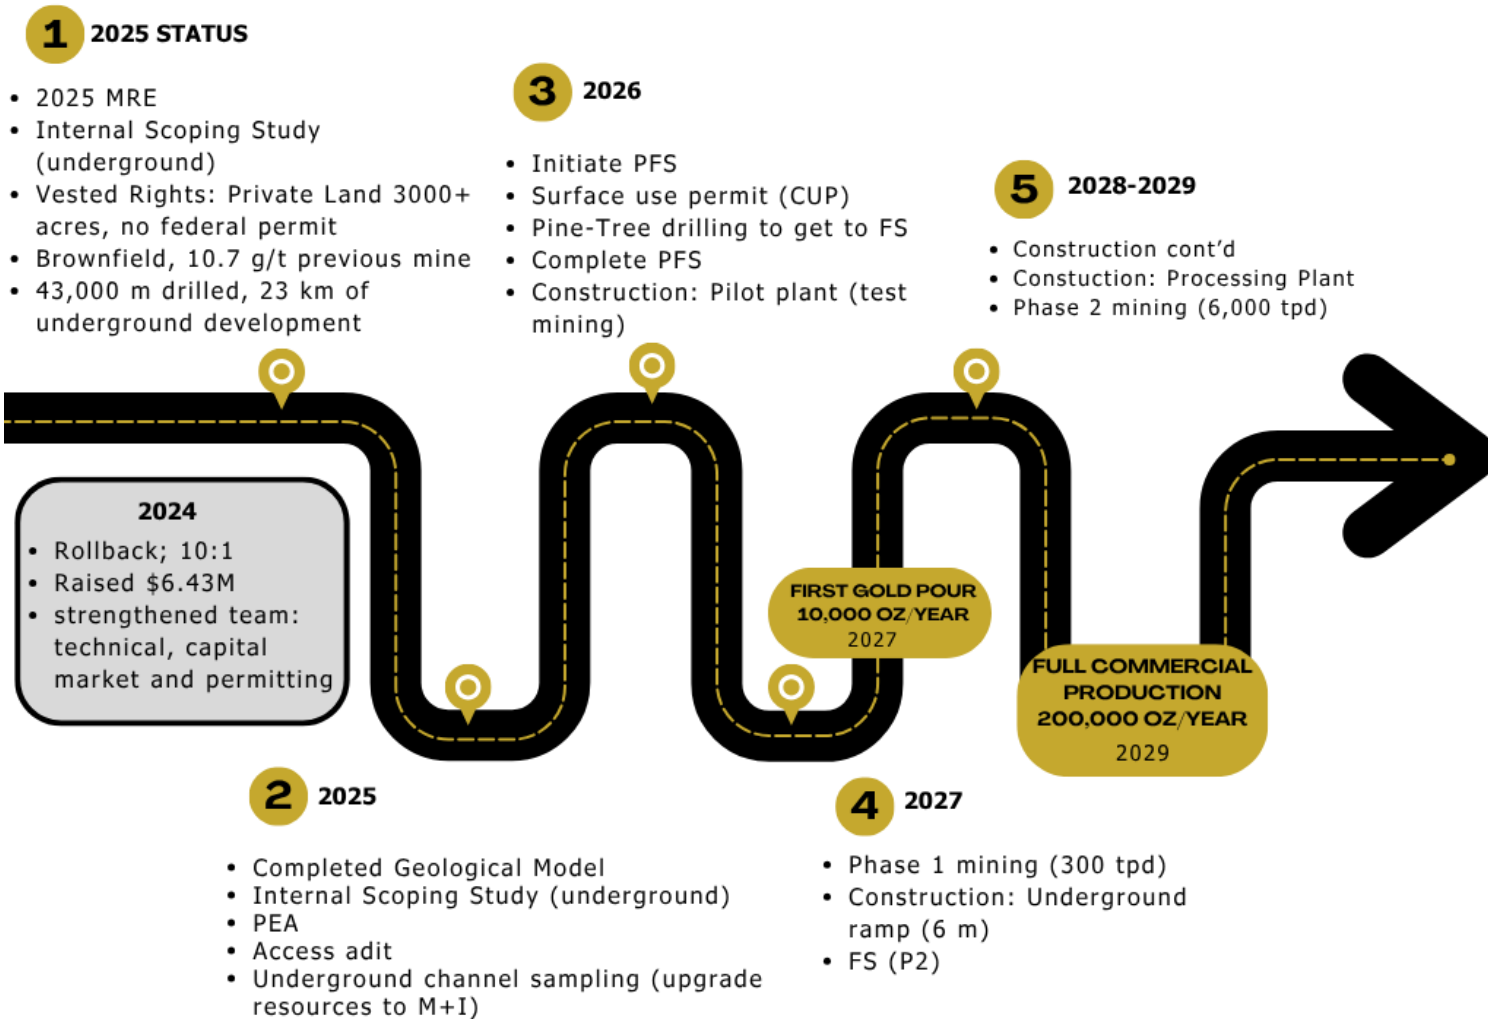 1
2025 STATUS
• 2025 MRE
• Internal Scoping Study
(underground)
• Vested Rights: Private Land 3000+
acres, no federal permit
• Brownfield, 10.7 g/t previous mine
• 43,000 m drilled, 23 km of
underground development
2024
• Rollback; 10:1
• Raised $6.43M
• strengthened team:
technical, capital
market and permitting
2
2025
• Completed Geological Model
• Internal Scoping Study (underground)
• PEA
• Access adit
• Underground channel sampling (upgrade
resources to M+I)
3
2026
• Initiate PFS
• Surface use permit (CUP)
• Pine-Tree drilling to get to FS
• Complete PFS
• Construction: Pilot plant (test
mining)
FIRST GOLD POUR
10,000 OZ/YEAR
2027
4
2027
• Phase 1 mining (300 tpd)
• Construction: Underground
ramp (6 m)
• FS (P2)
5
2028-2029
• Construction cont’d
• Constuction: Processing Plant
• Phase 2 mining (6,000 tpd)
FULL COMMERCIAL
PRODUCTION
200,000 OZ/YEAR
2029